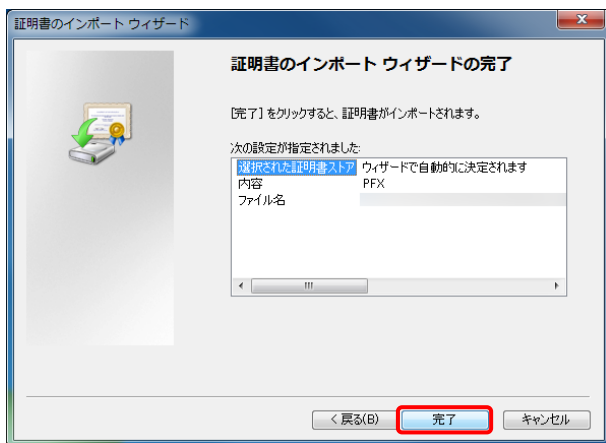 証明書のインポート ウィザード
証明書のインポート ウィザードの完了
[完了] をクリックすると、証明書がインポートされます。
次の設定が指定されました:
選択された証明書ストア ウィザードで自動的に決定されます
内容 PFX
ファイル名
< 戻る(B) 完了 キャンセル